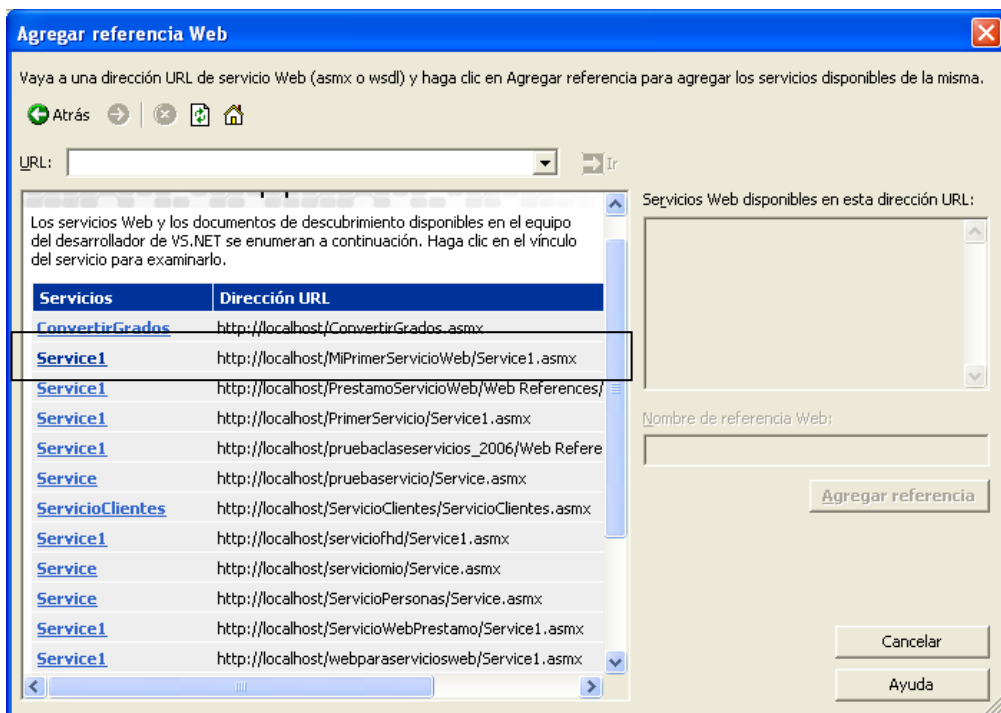 Agregar referencia Web
Vaya a una dirección URL de servicio Web (asmx o wsdl) y haga clic en Agregar referencia para agregar los servicios disponibles de la misma.
Atrás
URL:
Ir
Los servicios Web y los documentos de descubrimiento disponibles en el equipo
del desarrollador de VS.NET se enumeran a continuación. Haga clic en el vínculo
del servicio para examinarlo.
Servicios Dirección URL
ConvertirGrados http://localhost/ConvertirGrados.asmx
Service1 http://localhost/MiPrimerServicioWeb/Service1.asmx
Service1 http://localhost/PrestamoServicioWeb/Web References/
Service1 http://localhost/PrimerServicio/Service1.asmx
Service1 http://localhost/pruebaclaseservicios_2006/Web Refere
Service http://localhost/pruebaservicio/Service.asmx
ServicioClientes http://localhost/ServicioClientes/ServicioClientes.asmx
Service1 http://localhost/serviciofhd/Service1.asmx
Service http://localhost/serviciomio/Service.asmx
Service http://localhost/ServicioPersonas/Service.asmx
Service1 http://localhost/ServicioWebPrestamo/Service1.asmx
Service1 http://localhost/webparaserviciosweb/Service1.asmx
Servicios Web disponibles en esta dirección URL:
Nombre de referencia Web:
Agregar referencia
Cancelar
Ayuda